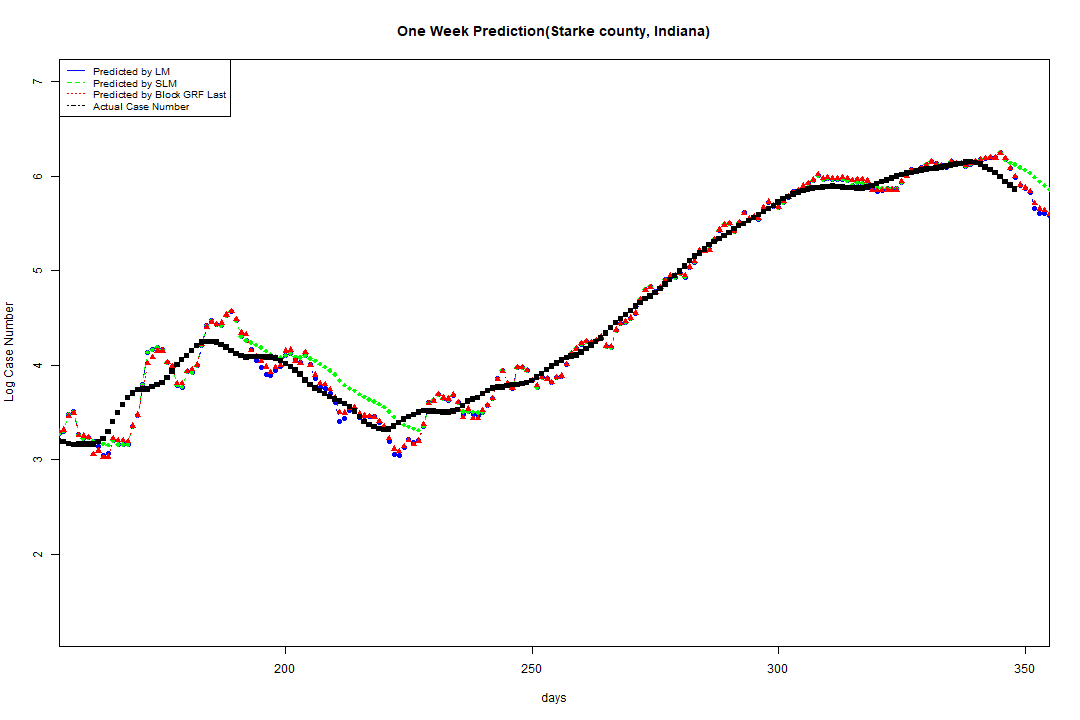 One Week Prediction(Starke county, Indiana)
Predicted by LM
Predicted by SLM
Predicted by Block GRF Last
Actual Case Number
7
6
5
4
3
2
Log Case Number
200
250
300
350
days